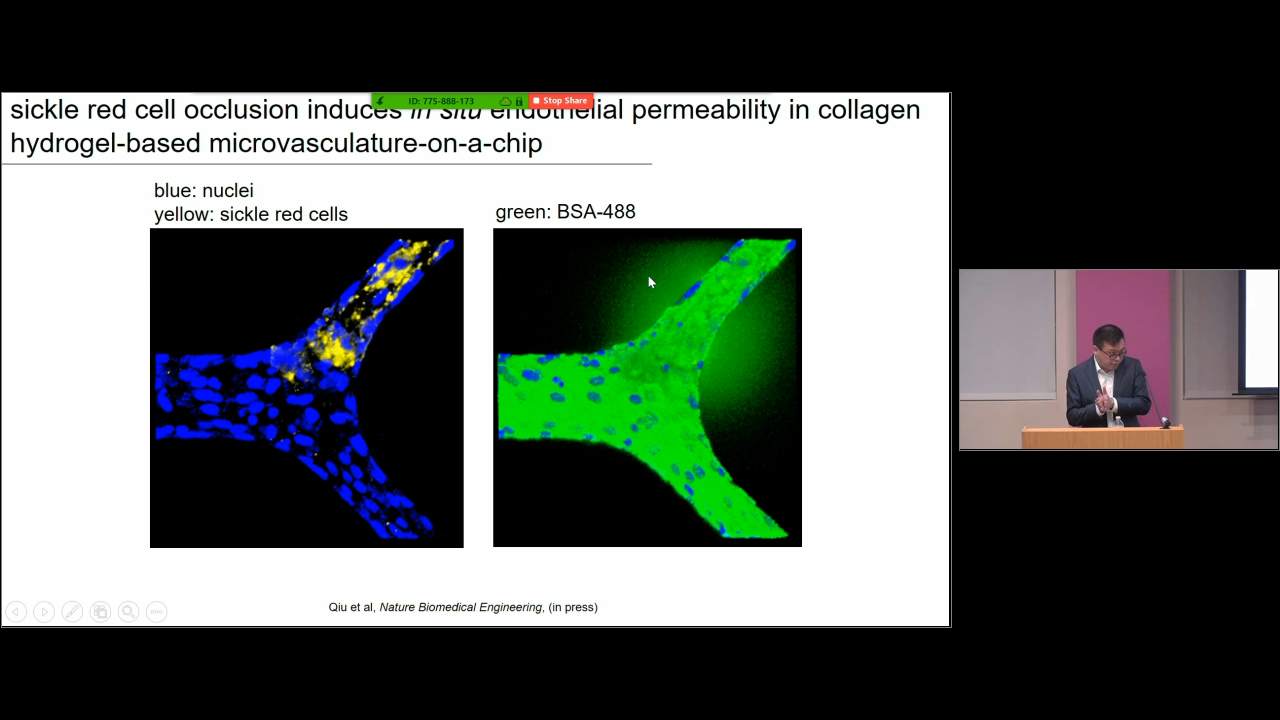 ID: 775-888-173
Stop Share
sickle red cell occlusion induces in situ endothelial permeability in collagen
hydrogel-based microvasculature-on-a-chip
blue: nuclei
yellow: sickle red cells
green: BSA-488
Qiu et al, Nature Biomedical Engineering, (in press)